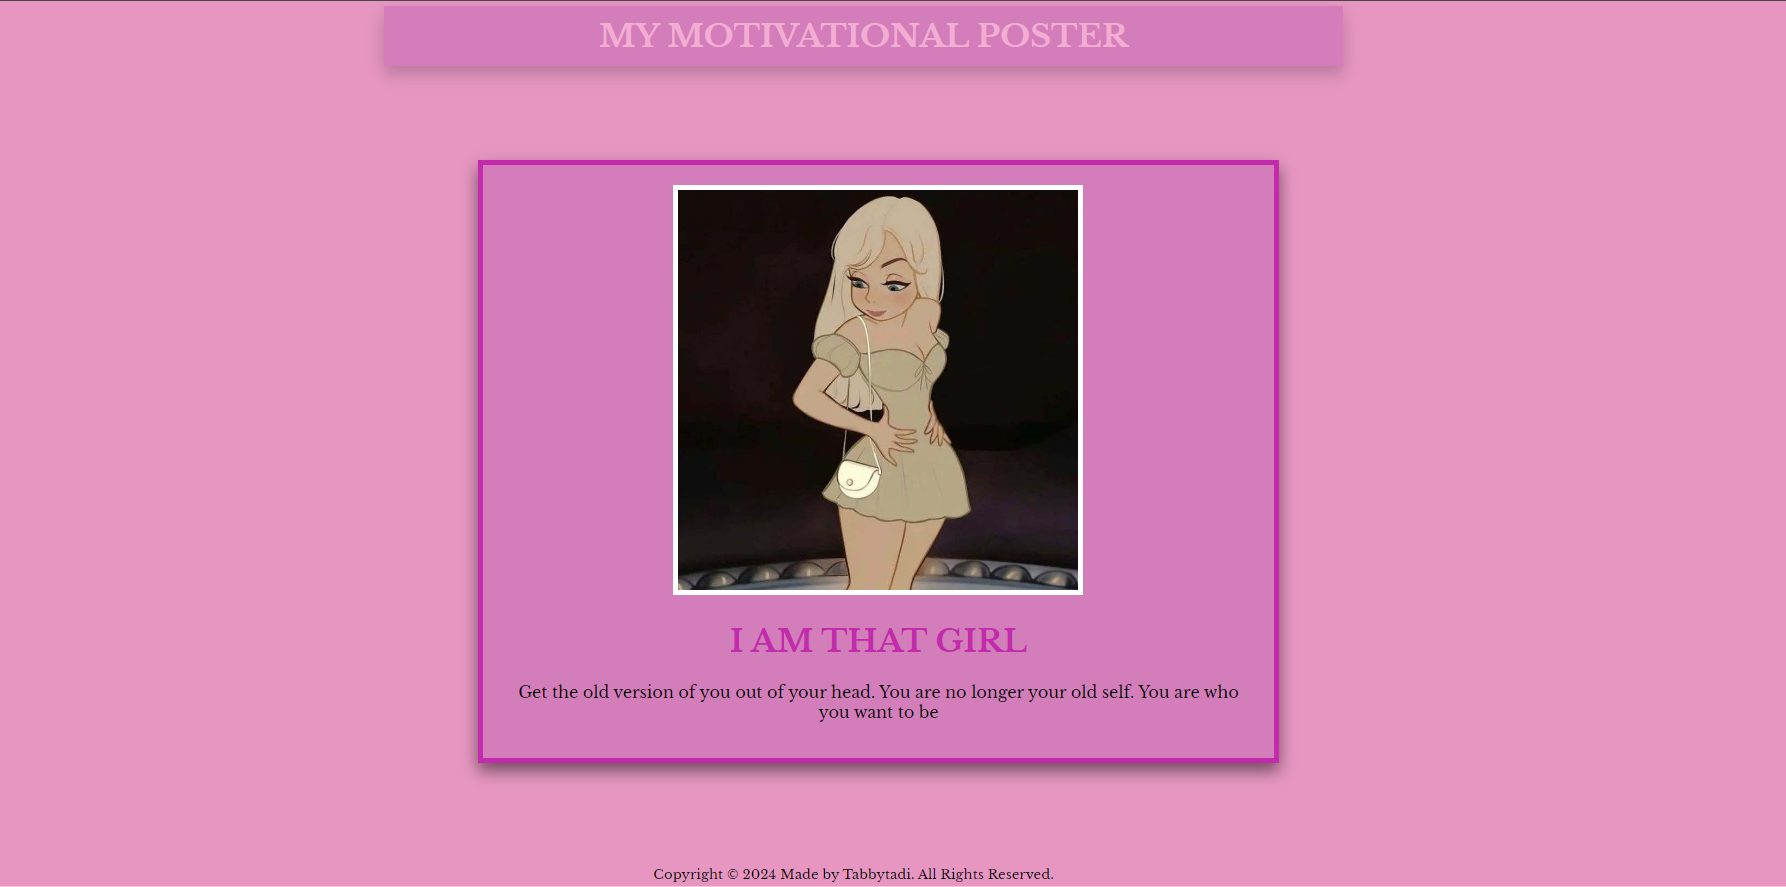 MY MOTIVATIONAL POSTER
I AM THAT GIRL
Get the old version of you out of your head. You are no longer your old self. You are who
you want to be
Copyright © 2024 Made by Tabbytadi. All Rights Reserved.